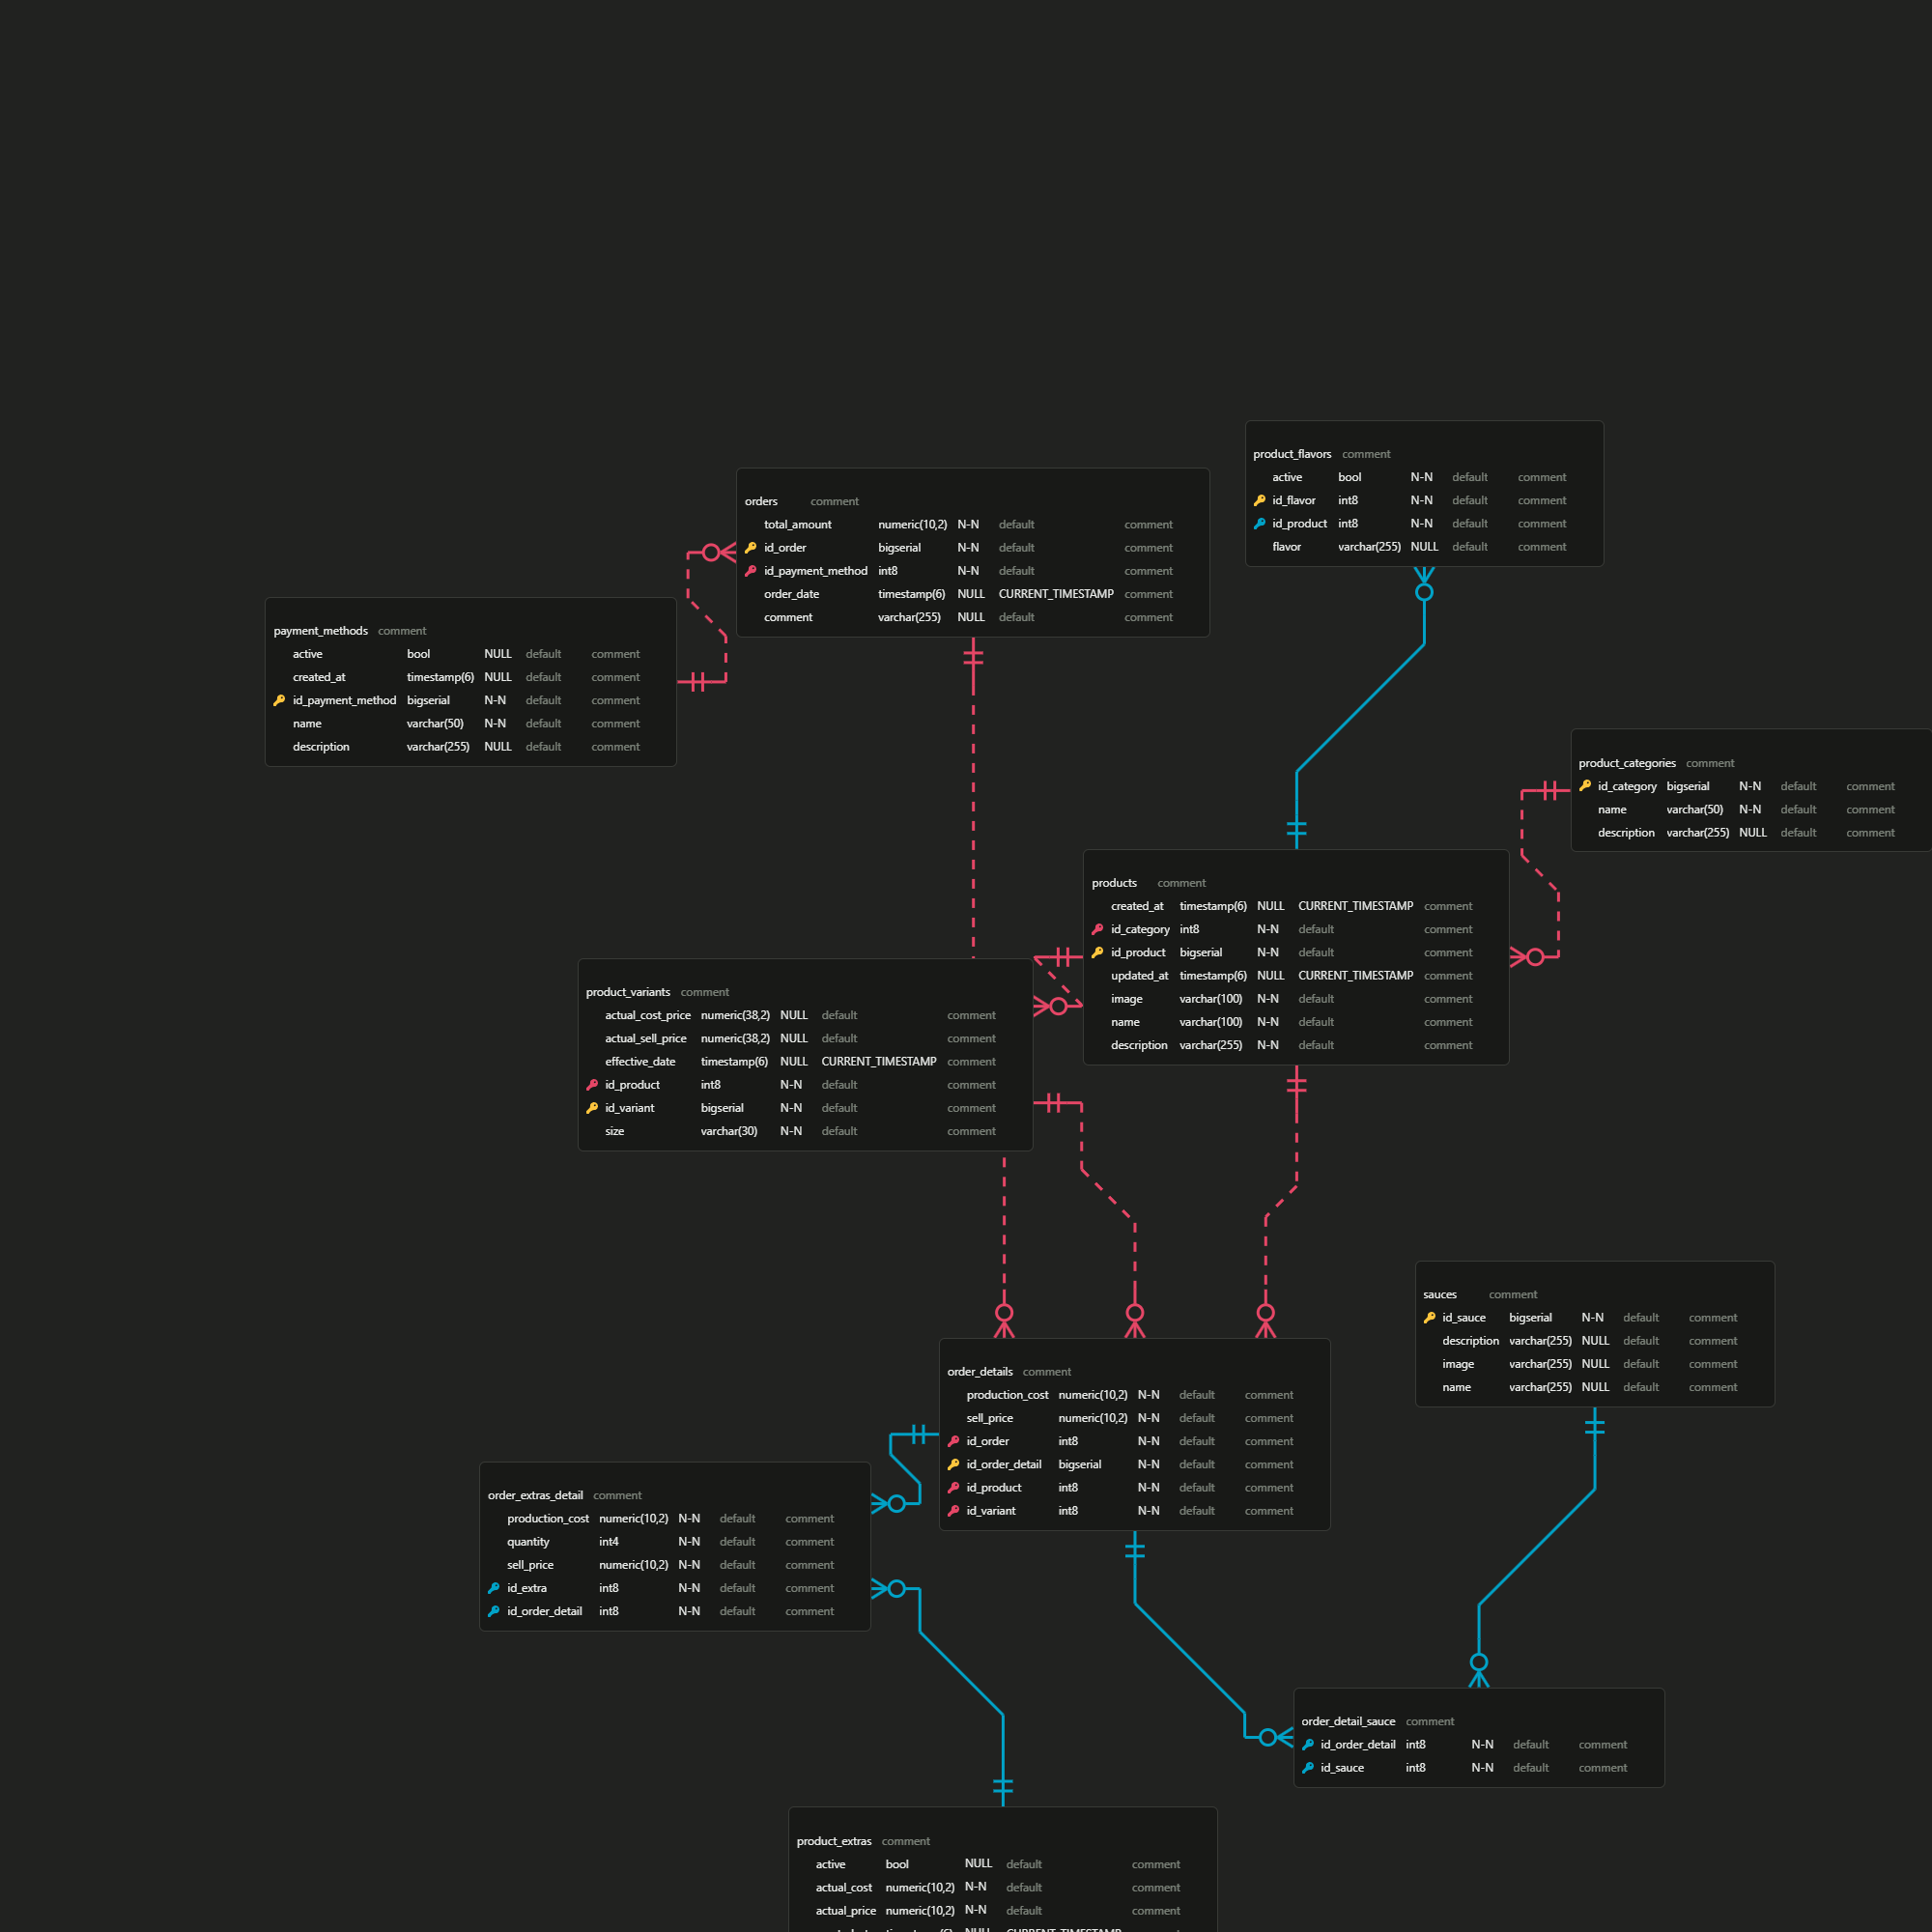 product_flavors comment
active bool N-N default comment
id_flavor int8 N-N default comment
id_product int8 N-N default comment
flavor varchar(255) NULL default comment
orders comment
total_amount numeric(10,2) N-N default comment
id_order bigserial N-N default comment
id_payment_method int8 N-N default comment
order_date timestamp(6) NULL CURRENT_TIMESTAMP comment
comment varchar(255) NULL default comment
payment_methods comment
active bool NULL default comment
created_at timestamp(6) NULL default comment
id_payment_method bigserial N-N default comment
name varchar(50) N-N default comment
description varchar(255) NULL default comment
product_categories comment
id_category bigserial N-N default comment
name varchar(50) N-N default comment
description varchar(255) NULL default comment
products comment
created_at timestamp(6) NULL CURRENT_TIMESTAMP comment
id_category int8 N-N default comment
id_product bigserial N-N default comment
updated_at timestamp(6) NULL CURRENT_TIMESTAMP comment
image varchar(100) N-N default comment
name varchar(100) N-N default comment
description varchar(255) N-N default comment
product_variants comment
actual_cost_price numeric(38,2) NULL default comment
actual_sell_price numeric(38,2) NULL default comment
effective_date timestamp(6) NULL CURRENT_TIMESTAMP comment
id_product int8 N-N default comment
id_variant bigserial N-N default comment
size varchar(30) N-N default comment
sauces comment
id_sauce bigserial N-N default comment
description varchar(255) NULL default comment
image varchar(255) NULL default comment
name varchar(255) NULL default comment
order_details comment
production_cost numeric(10,2) N-N default comment
sell_price numeric(10,2) N-N default comment
id_order int8 N-N default comment
id_order_detail bigserial N-N default comment
id_product int8 N-N default comment
id_variant int8 N-N default comment
order_extras_detail comment
production_cost numeric(10,2) N-N default comment
quantity int4 N-N default comment
sell_price numeric(10,2) N-N default comment
id_extra int8 N-N default comment
id_order_detail int8 N-N default comment
order_detail_sauce comment
id_order_detail int8 N-N default comment
id_sauce int8 N-N default comment
product_extras comment
active bool NULL default comment
actual_cost numeric(10,2) N-N default comment
actual_price numeric(10,2) N-N default comment